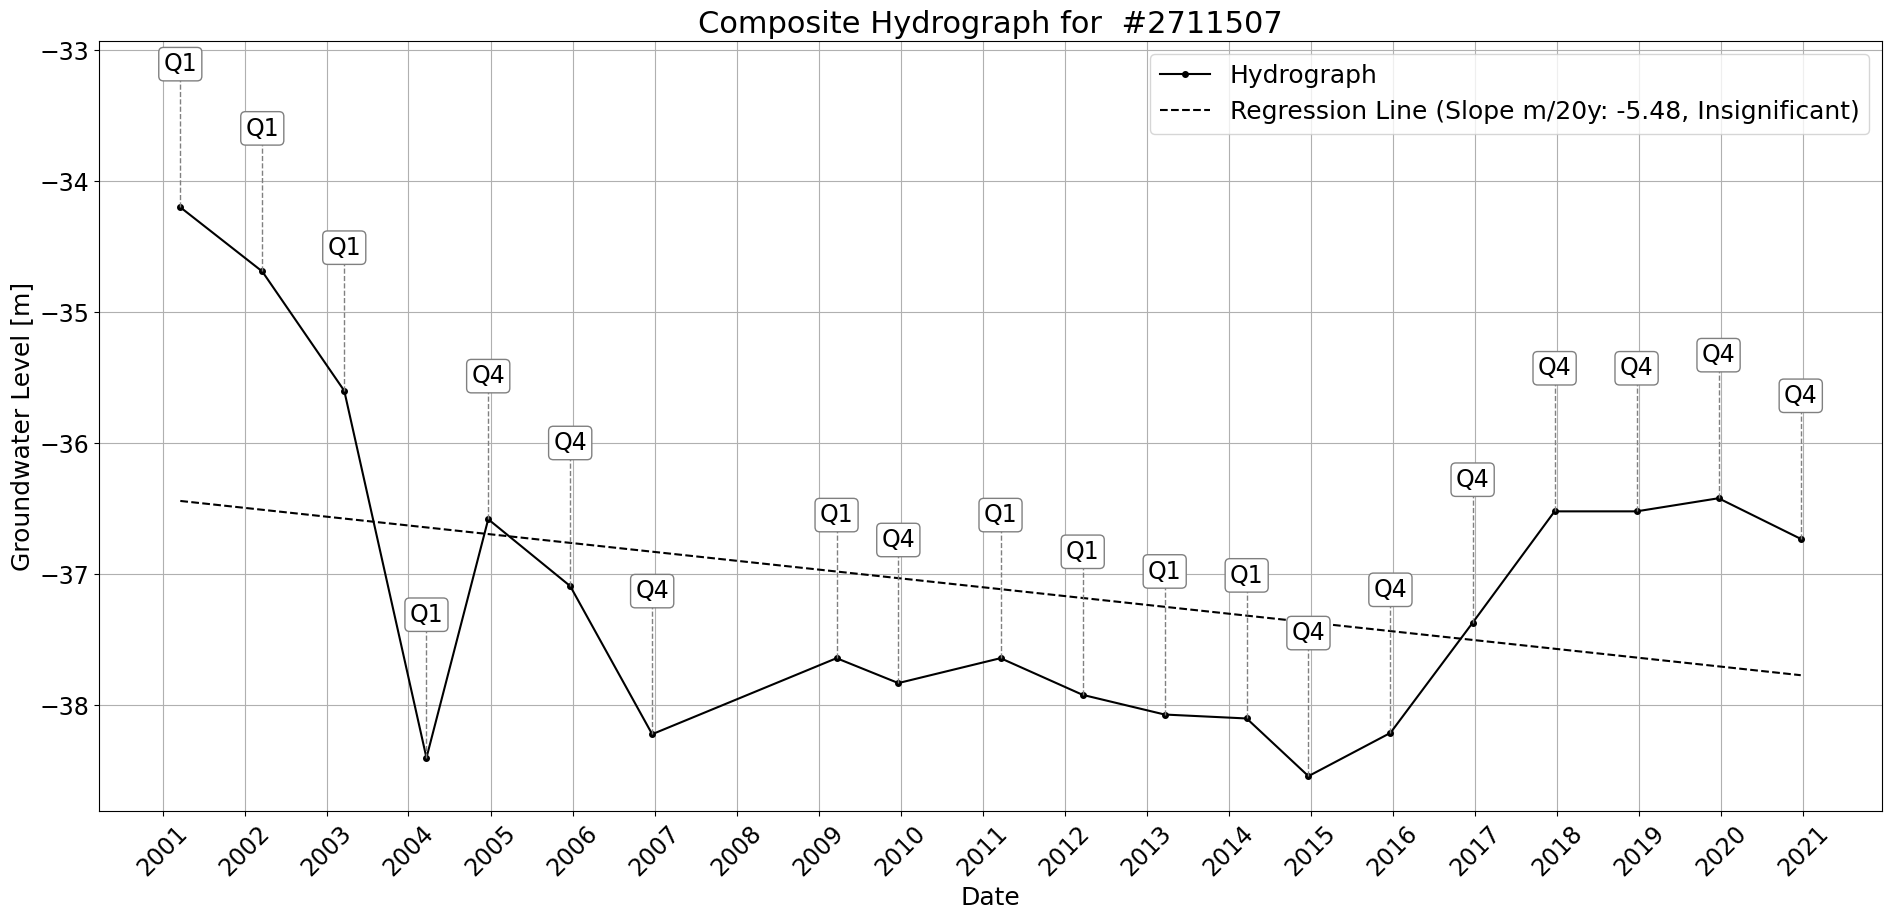 Composite Hydrograph for  #2711507
Hydrograph
Regression Line (Slope m/20y: -5.48, Insignificant)
Groundwater Level [m]
−33
−34
−35
−36
−37
−38
Q1
Q1
Q1
Q1
Q4
Q4
Q4
Q1
Q4
Q1
Q1
Q1
Q1
Q4
Q4
Q4
Q4
Q4
Q4
Q4
2001
2002
2003
2004
2005
2006
2007
2008
2009
2010
2011
2012
2013
2014
2015
2016
2017
2018
2019
2020
2021
Date